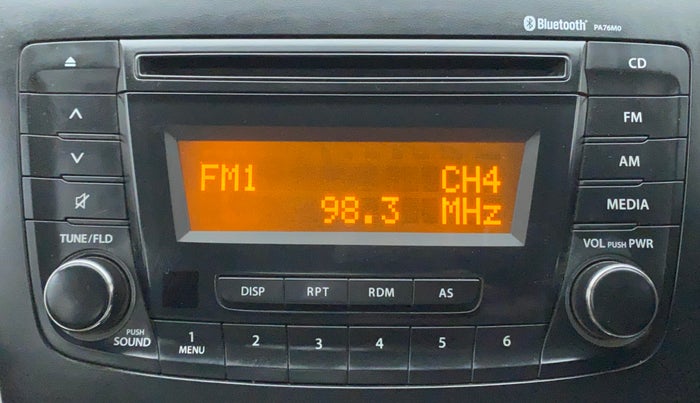 Bluetooth® PA76M0
CD
FM
AM
MEDIA
FM1 CH4
98.3 MHz
TUNE/FLD
VOL PUSH PWR
DISP RPT RDM AS
PUSH
SOUND
1 2 3 4 5 6
MENU